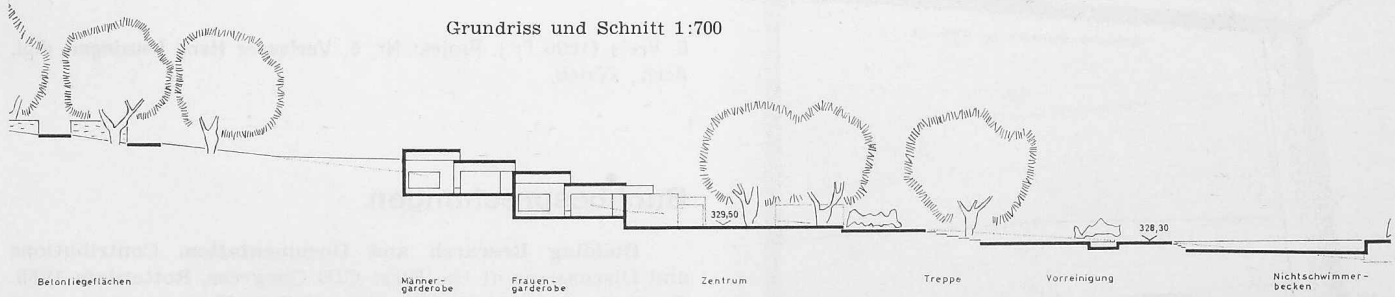 Grundriss und Schnitt 1:700
329,50
328,30
Betonliegeflächen
Männer-
garderobe
Frauen-
garderobe
Zentrum
Treppe
Vorreinigung
Nichtschwimmer-
becken